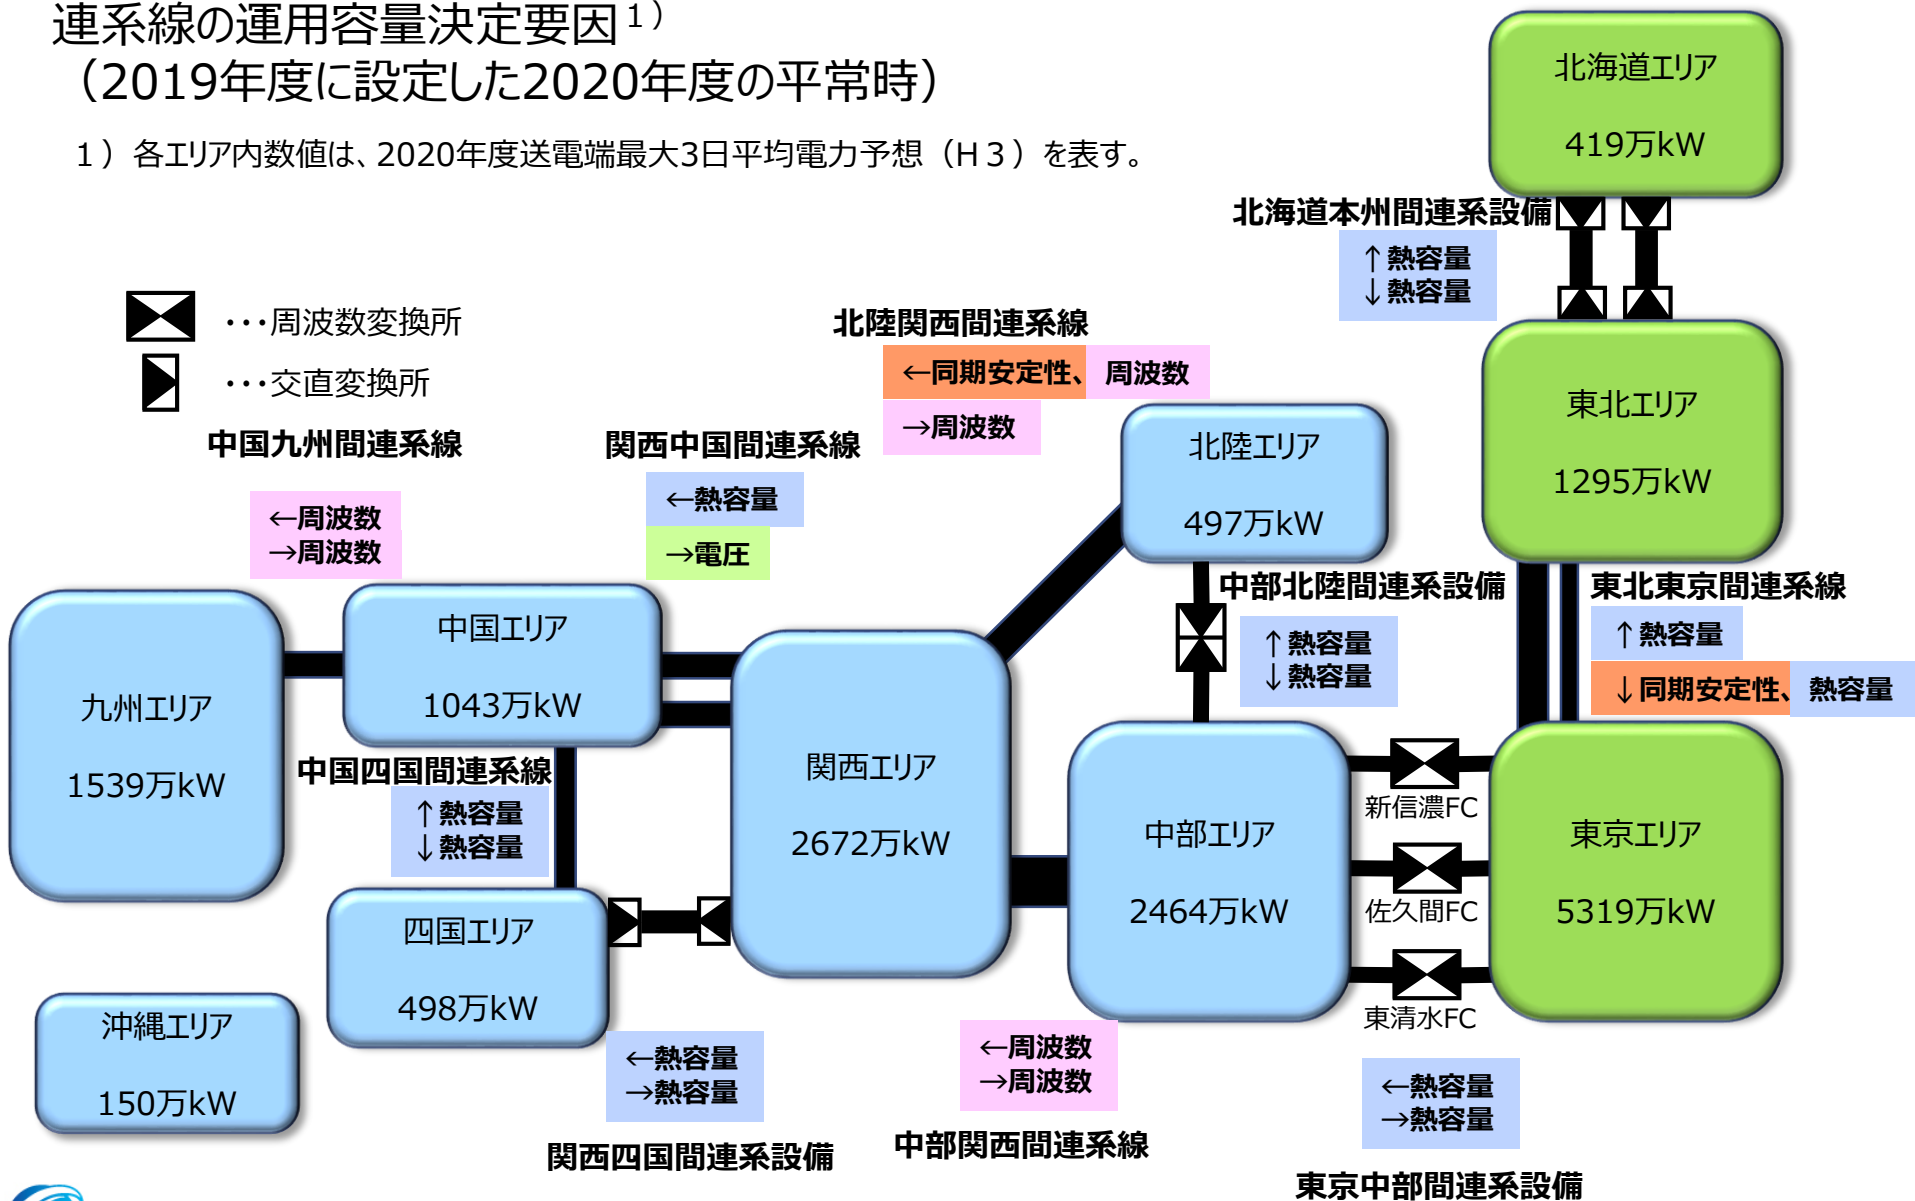 連系線の運用容量決定要因１）
（2019年度に設定した2020年度の平常時）
１）各エリア内数値は、2020年度送電端最大3日平均電力予想（H３）を表す。
・・・周波数変換所
・・・交直変換所
北海道エリア
419万kW
北海道本州間連系設備
↑熱容量
↓熱容量
東北エリア
1295万kW
北陸関西間連系線
←同期安定性、周波数
→周波数
北陸エリア
497万kW
中国九州間連系線
←周波数
→周波数
関西中国間連系線
←熱容量
→電圧
中部北陸間連系設備
↑熱容量
↓熱容量
東北東京間連系線
↑熱容量
↓同期安定性、熱容量
九州エリア
1539万kW
中国エリア
1043万kW
中国四国間連系線
↑熱容量
↓熱容量
関西エリア
2672万kW
中部エリア
2464万kW
新信濃FC
佐久間FC
東清水FC
東京エリア
5319万kW
四国エリア
498万kW
沖縄エリア
150万kW
←熱容量
→熱容量
関西四国間連系設備
←周波数
→周波数
中部関西間連系線
←熱容量
→熱容量
東京中部間連系設備